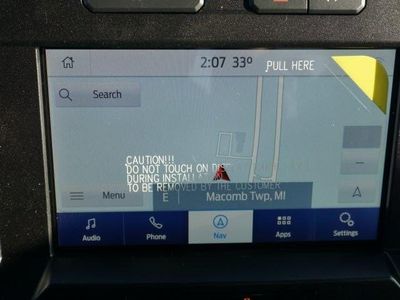 2:07 33°
PULL HERE
Search
CAUTION!!!
DO NOT TOUCH ON
DURING
TO BE REMOVED BY THE CUSTOMER
Menu
E
Macomb Twp, MI
Audio
Phone
Nav
Apps
Settings